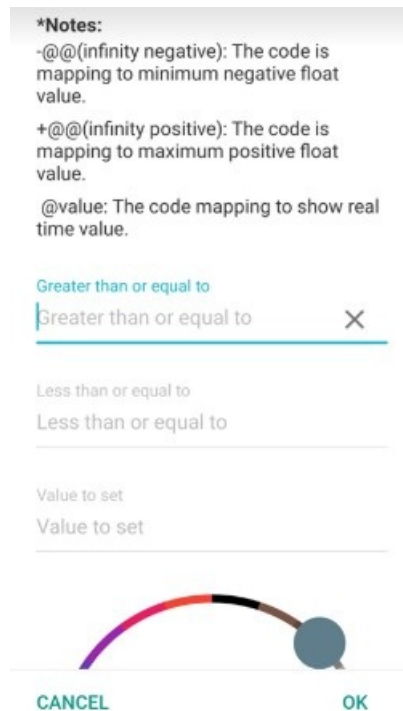 *Notes:
-@@(infinity negative): The code is
mapping to minimum negative float
value.
+@@(infinity positive): The code is
mapping to maximum positive float
value.
@value: The code mapping to show real
time value.
Greater than or equal to
Greater than or equal to
Less than or equal to
Less than or equal to
Value to set
Value to set
CANCEL OK